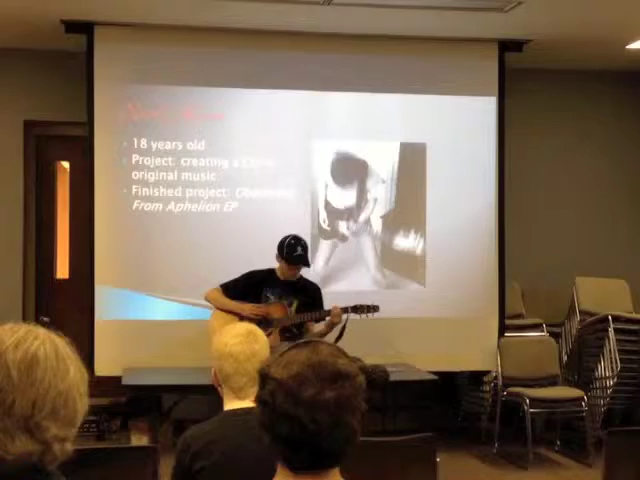 18 years old
Project: creating a
original music
Finished project:
From Aphelion EP